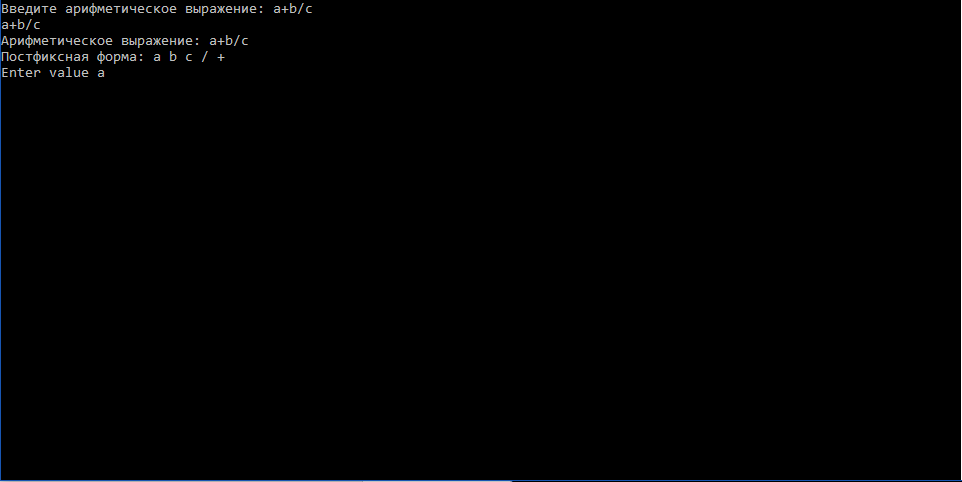 Введите арифметическое выражение: a+b/c
a+b/c
Арифметическое выражение: a+b/c
Постфиксная форма: a b c / +
Enter value a